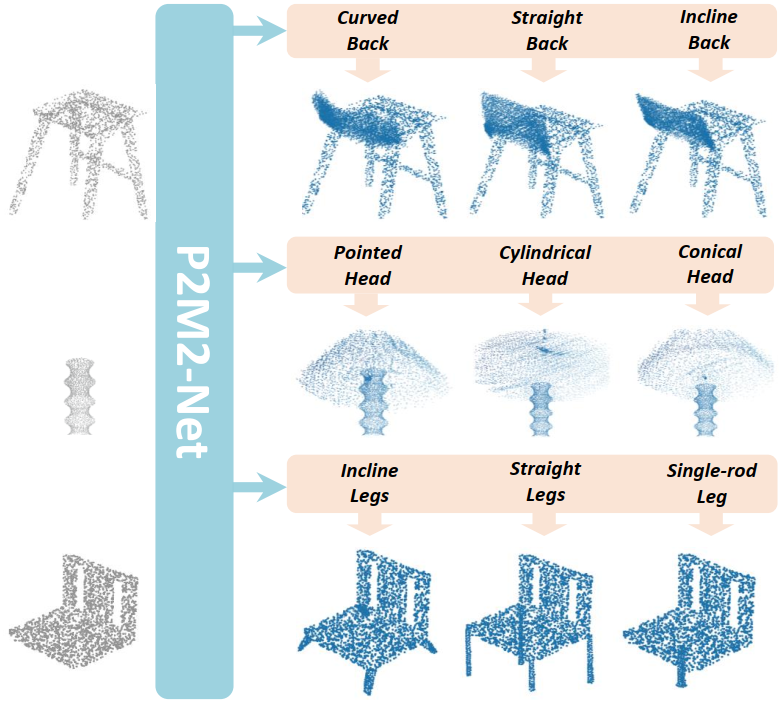 Curved
Back
Straight
Back
Incline
Back
P2M2-Net
Pointed
Head
Cylindrical
Head
Conical
Head
Incline
Legs
Straight
Legs
Single-rod
Leg